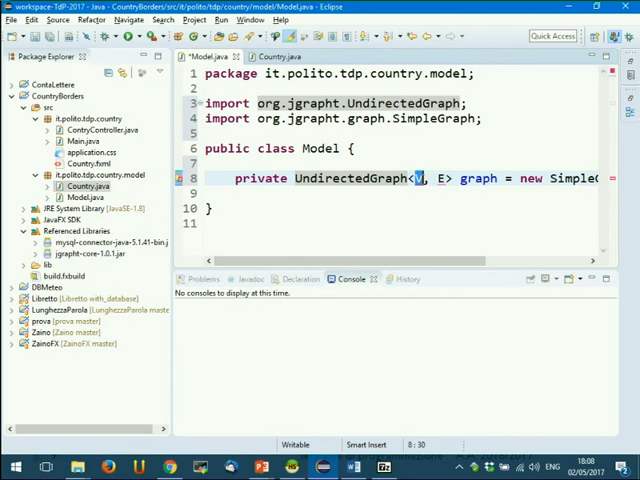 workspace-TdP-2017 - Java - CountryBorders/src/it/polito/tdp/country/model/Model.java - Eclipse
File Edit Source Refactor Navigate Search Project Run Window Help
Quick Access
Package Explorer
*Model.java
Country.java
ContaLettere
CountryBorders
src
it.polito.tdp.country
ContryController.java
Main.java
application.css
Country.fxml
it.polito.tdp.country.model
Country.java
Model.java
JRE System Library [JavaSE-1.8]
JavaFX SDK
Referenced Libraries
mysql-connector-java-5.1.41-bin.j
jgrapht-core-1.0.1.jar
lib
build.fxbuild
DBMeteo
Libretto [Libretto with_database]
LunghezzaParola [LunghezzaParola mast
prova [prova master]
Zaino [Zaino master]
ZainoFX [ZainoFX master]
1 package it.polito.tdp.country.model;
2
3 import org.jgrapht.UndirectedGraph;
4 import org.jgrapht.graph.SimpleGraph;
5
6 public class Model {
7
8 private UndirectedGraph<V, E> graph = new SimpleG
9
10 }
11
Problems Javadoc Declaration Console History
No consoles to display at this time.
Writable Smart Insert 8 : 30
18:08
02/05/2017